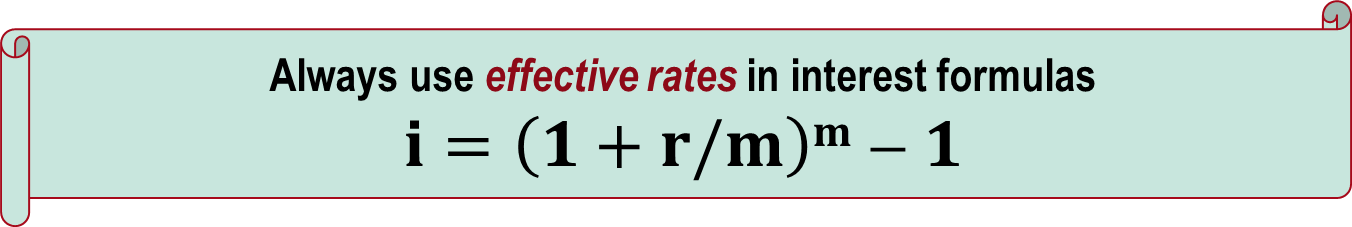 Always use effective rates in interest formulas
i = (1 + r/m)ᵐ − 1